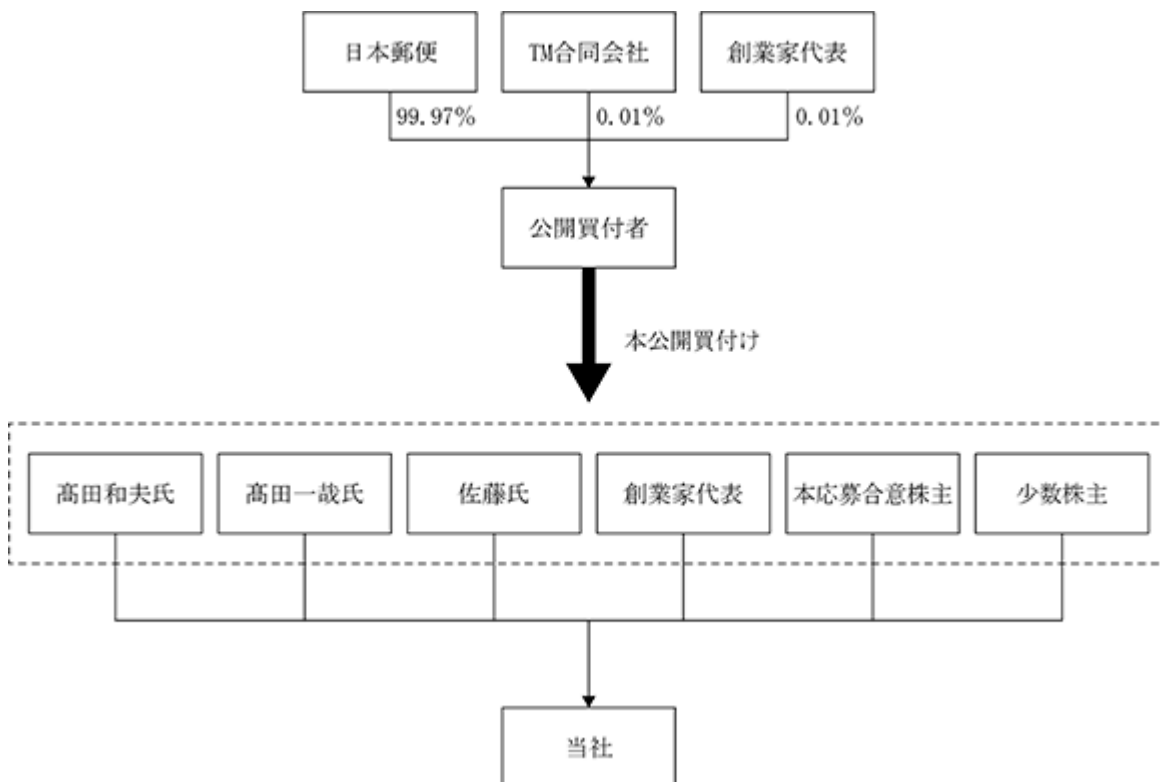 日本郵便
TM合同会社
創業家代表
99.97%
0.01%
0.01%
公開買付者
本公開買付け
髙田和夫氏
髙田一哉氏
佐藤氏
創業家代表
本応募合意株主
少数株主
当社